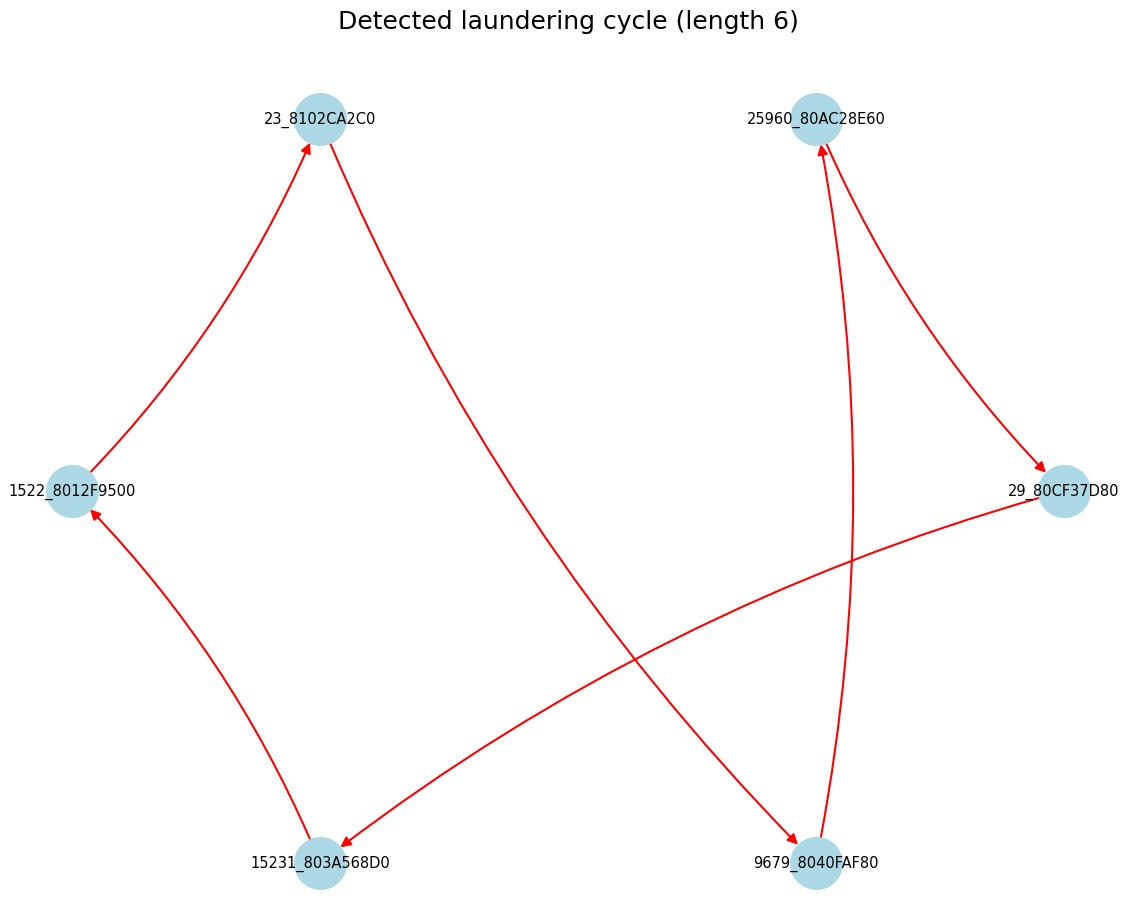 Detected laundering cycle (length 6)
23_8102CA2C0
25960_80AC28E60
1522_8012F9500
29_80CF37D80
15231_803A568D0
9679_8040FAF80